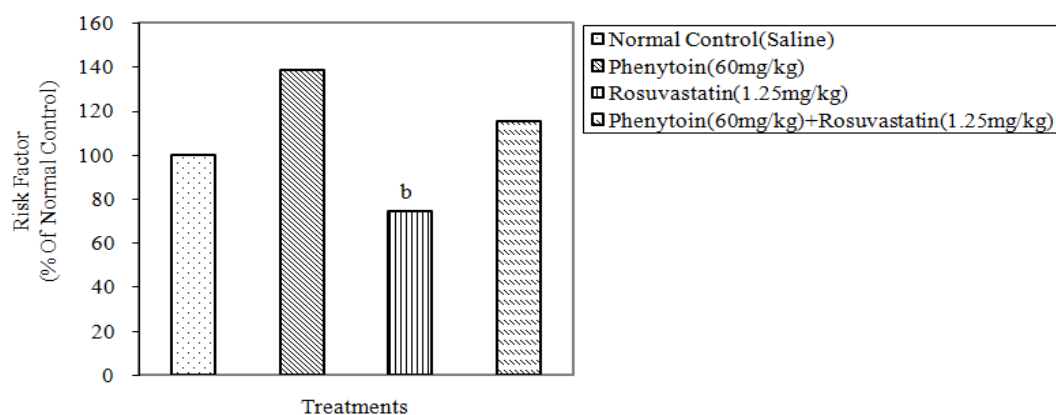 160
140
120
100
80
60
40
20
0
Risk Factor
(% Of Normal Control)
b
Treatments
Normal Control(Saline)
Phenytoin(60mg/kg)
Rosuvastatin(1.25mg/kg)
Phenytoin(60mg/kg)+Rosuvastatin(1.25mg/kg)